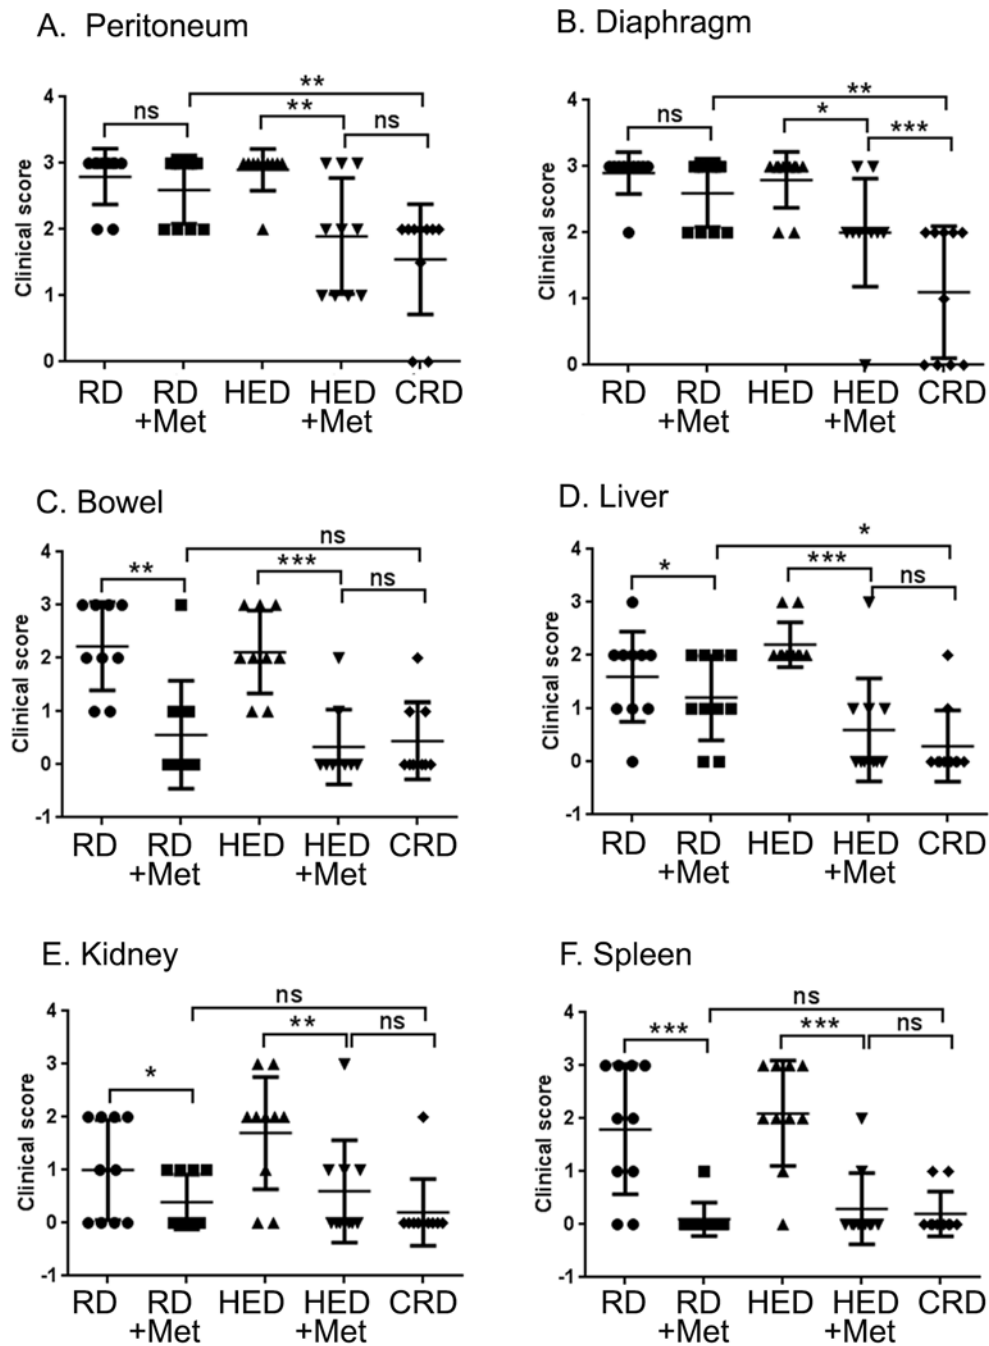 A. Peritoneum
Clinical score
4
3
2
1
0
ns
**
**
ns
RD
RD
+Met
HED
HED
+Met
CRD
B. Diaphragm
Clinical score
4
3
2
1
0
ns
**
*
***
RD
RD
+Met
HED
HED
+Met
CRD
C. Bowel
Clinical score
4
3
2
1
0
-1
**
ns
***
ns
RD
RD
+Met
HED
HED
+Met
CRD
D. Liver
Clinical score
4
3
2
1
0
-1
*
*
***
ns
RD
RD
+Met
HED
HED
+Met
CRD
E. Kidney
Clinical score
4
3
2
1
0
-1
*
ns
**
ns
RD
RD
+Met
HED
HED
+Met
CRD
F. Spleen
Clinical score
4
3
2
1
0
-1
***
ns
***
ns
RD
RD
+Met
HED
HED
+Met
CRD